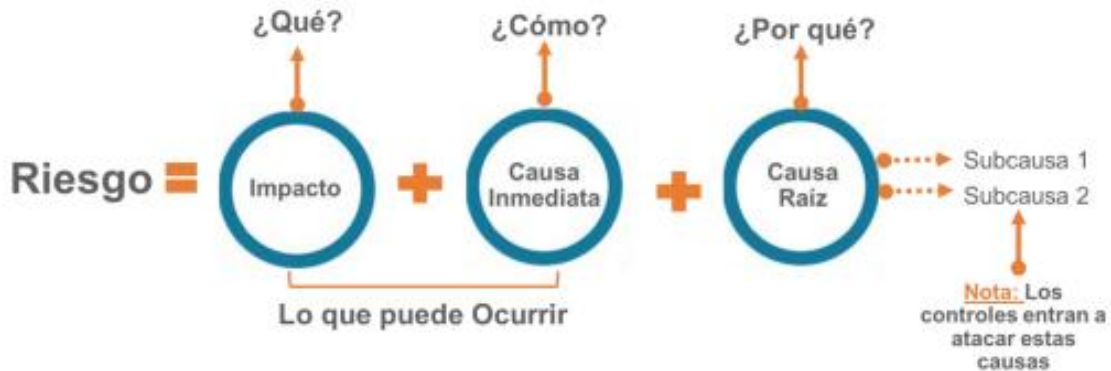 ¿Qué?
¿Cómo?
¿Por qué?
Riesgo = Impacto + Causa Inmediata + Causa Raíz
Subcausa 1
Subcausa 2
Lo que puede Ocurrir
Nota: Los
controles entran a
atacar estas
causas